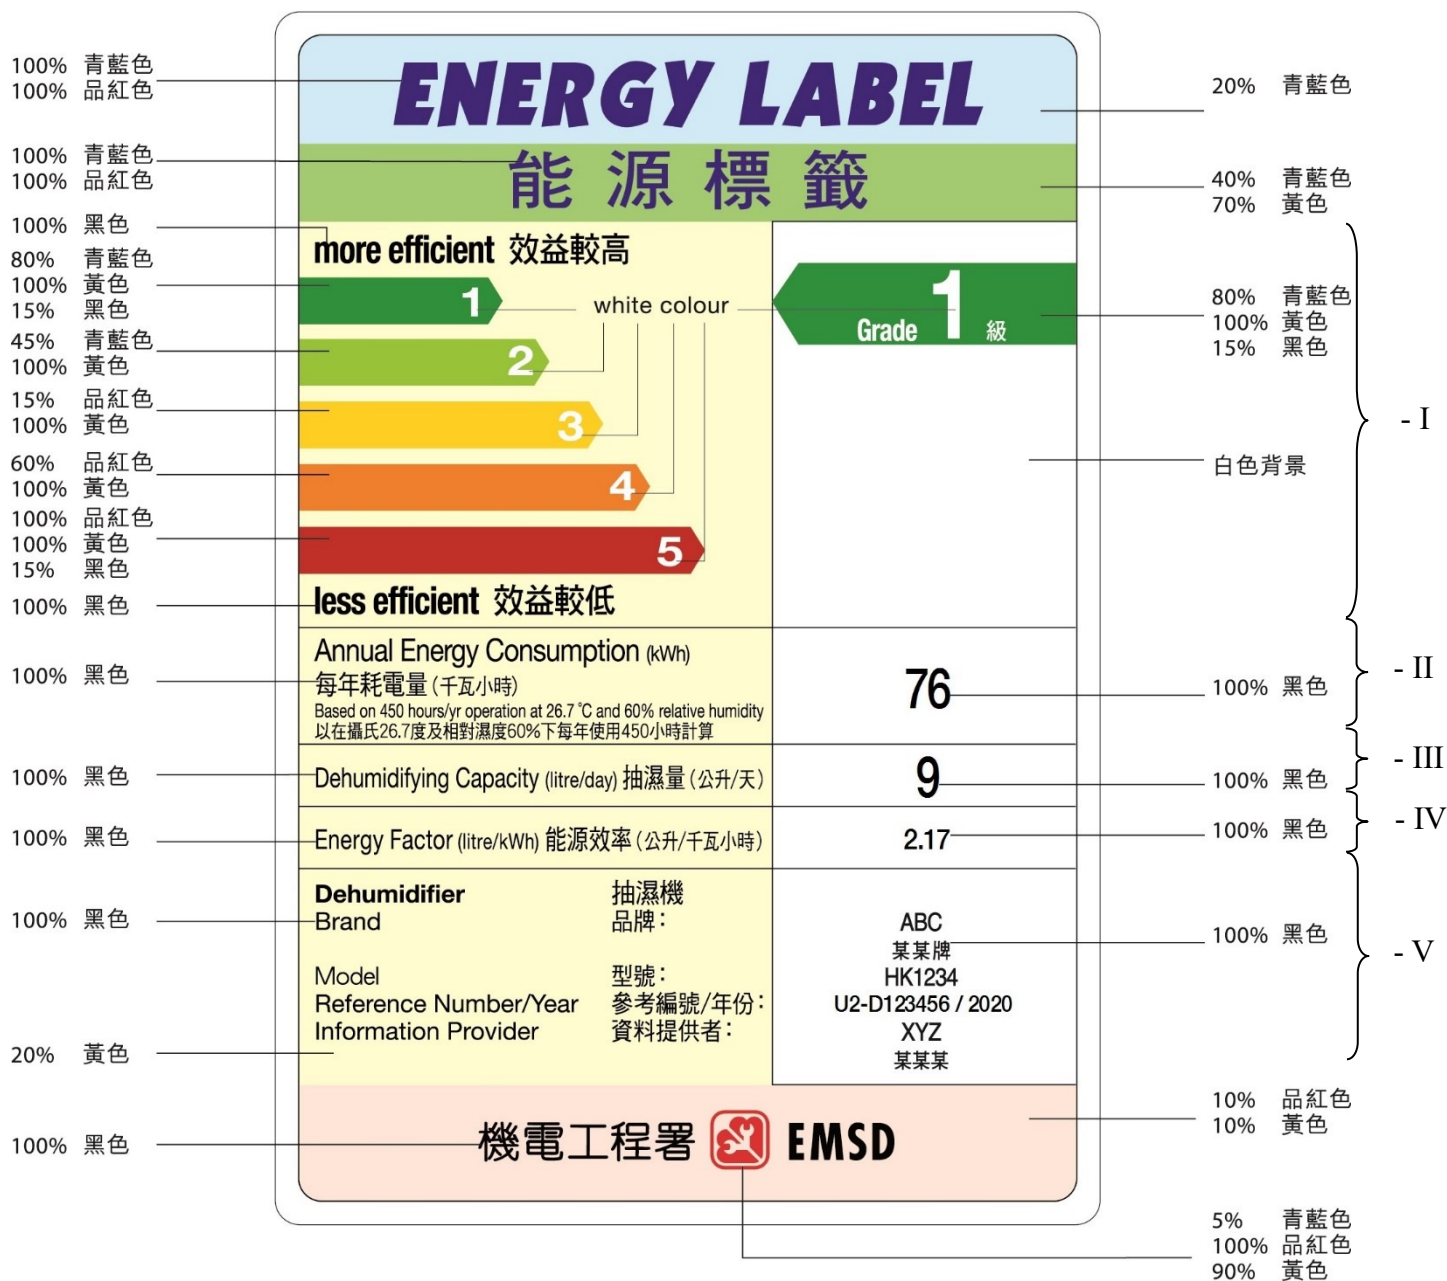 100% 青藍色
100% 品紅色
100% 青藍色
100% 品紅色
100% 黑色
80% 青藍色
100% 黃色
15% 黑色
45% 青藍色
100% 黃色
15% 品紅色
100% 黃色
60% 品紅色
100% 黃色
100% 品紅色
100% 黃色
15% 黑色
100% 黑色
100% 黑色
100% 黑色
100% 黑色
100% 黑色
20% 黃色
100% 黑色
ENERGY LABEL
能源標籤
more efficient 效益較高
1
2
3
4
5
white colour
less efficient 效益較低
1
Grade 級
Annual Energy Consumption (kWh)
每年耗電量(千瓦小時)
Based on 450 hours/yr operation at 26.7 °C and 60% relative humidity
以在攝氏26.7度及相對濕度60%下每年使用450小時計算
76
Dehumidifying Capacity (litre/day) 抽濕量(公升/天)
9
Energy Factor (litre/kWh) 能源效率(公升/千瓦小時)
2.17
Dehumidifier 抽濕機
Brand 品牌:
ABC
某某牌
Model 型號:
HK1234
Reference Number/Year 參考編號/年份:
U2-D123456 / 2020
Information Provider 資料提供者:
XYZ
某某某
機電工程署 EMSD
20% 青藍色
40% 青藍色
70% 黃色
80% 青藍色
100% 黃色
15% 黑色
白色背景
100% 黑色
100% 黑色
100% 黑色
100% 黑色
10% 品紅色
10% 黃色
5% 青藍色
100% 品紅色
90% 黃色
- I
- II
- III
- IV
- V